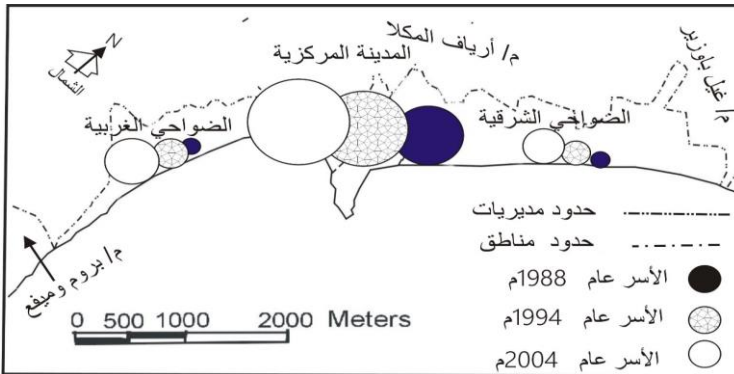 N
الشمال
م/ أرياف المكلا
م/ غيل باوزير
المدينة المركزية
الضواحي الغربية
الضواحي الشرقية
م/ بروم وميفع
حدود مديريات
حدود مناطق
الأسر عام 1988م
الأسر عام 1994م
الأسر عام 2004م
0 500 1000 2000 Meters